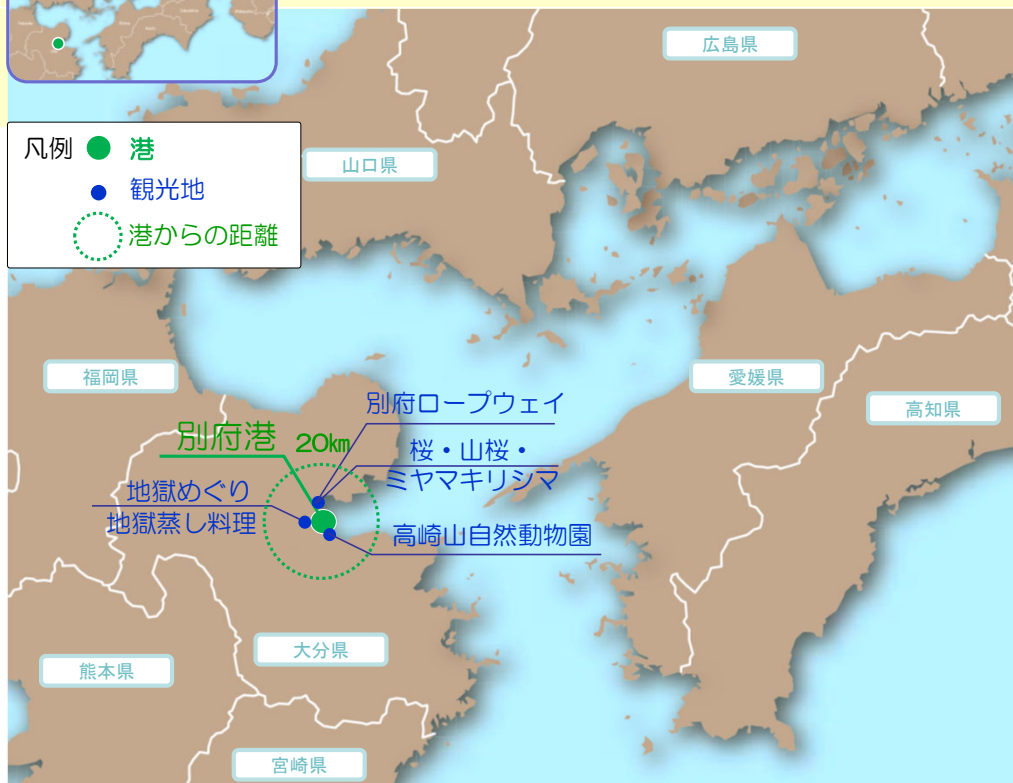 広島県
凡例
港
山口県
観光地
港からの距離
福岡県
愛媛県
別府ロープウェイ
高知県
別府港 20km
桜・山桜・
ミヤマキリシマ
地獄めぐり
地獄蒸し料理
高崎山自然動物園
大分県
熊本県
宮崎県